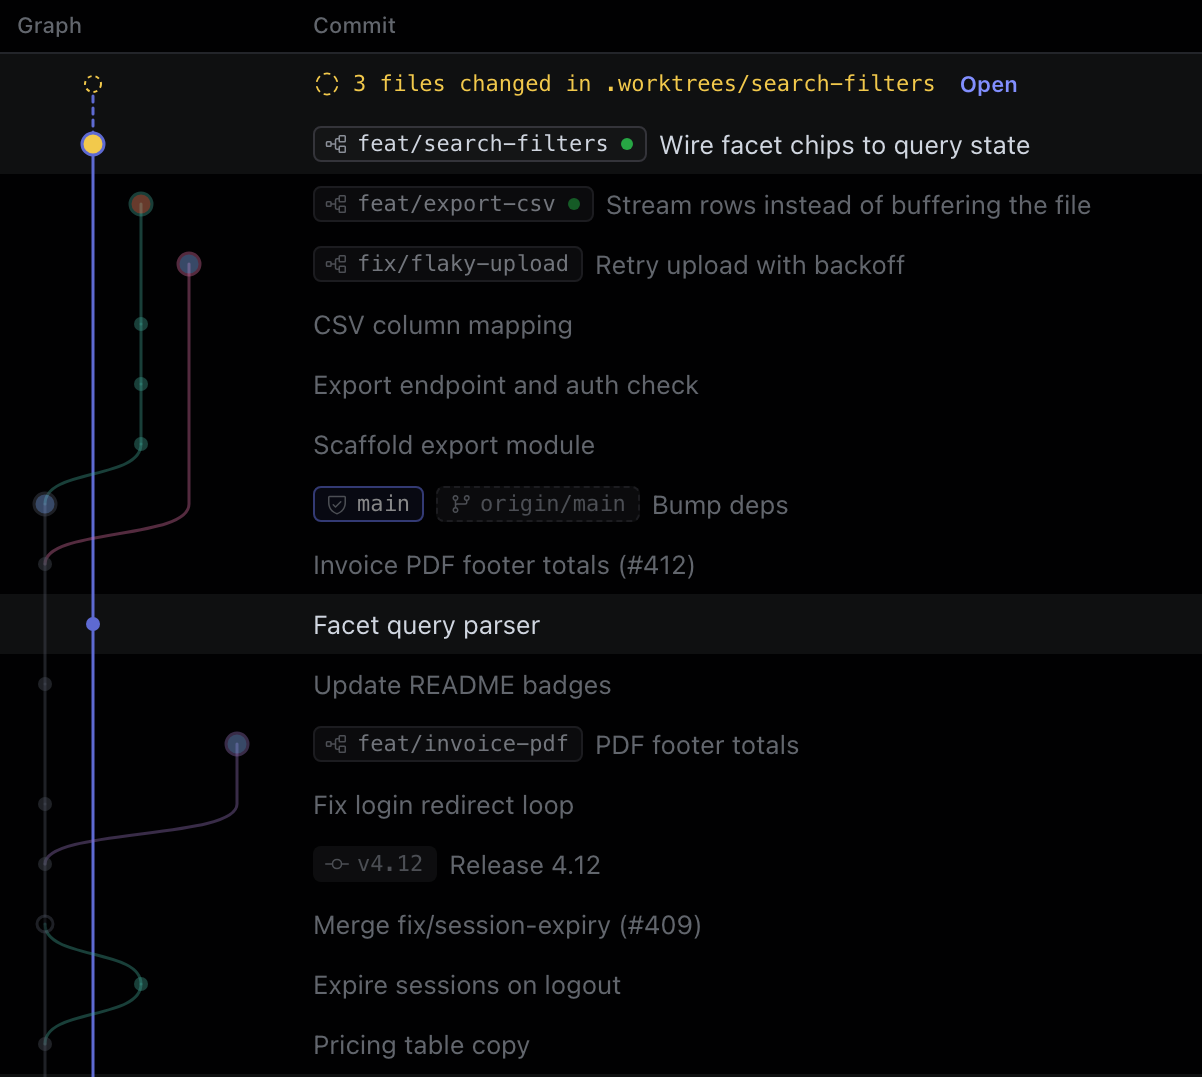 Graph Commit
3 files changed in .worktrees/search-filters Open
feat/search-filters Wire facet chips to query state
feat/export-csv Stream rows instead of buffering the file
fix/flaky-upload Retry upload with backoff
CSV column mapping
Export endpoint and auth check
Scaffold export module
main origin/main Bump deps
Invoice PDF footer totals (#412)
Facet query parser
Update README badges
feat/invoice-pdf PDF footer totals
Fix login redirect loop
v4.12 Release 4.12
Merge fix/session-expiry (#409)
Expire sessions on logout
Pricing table copy